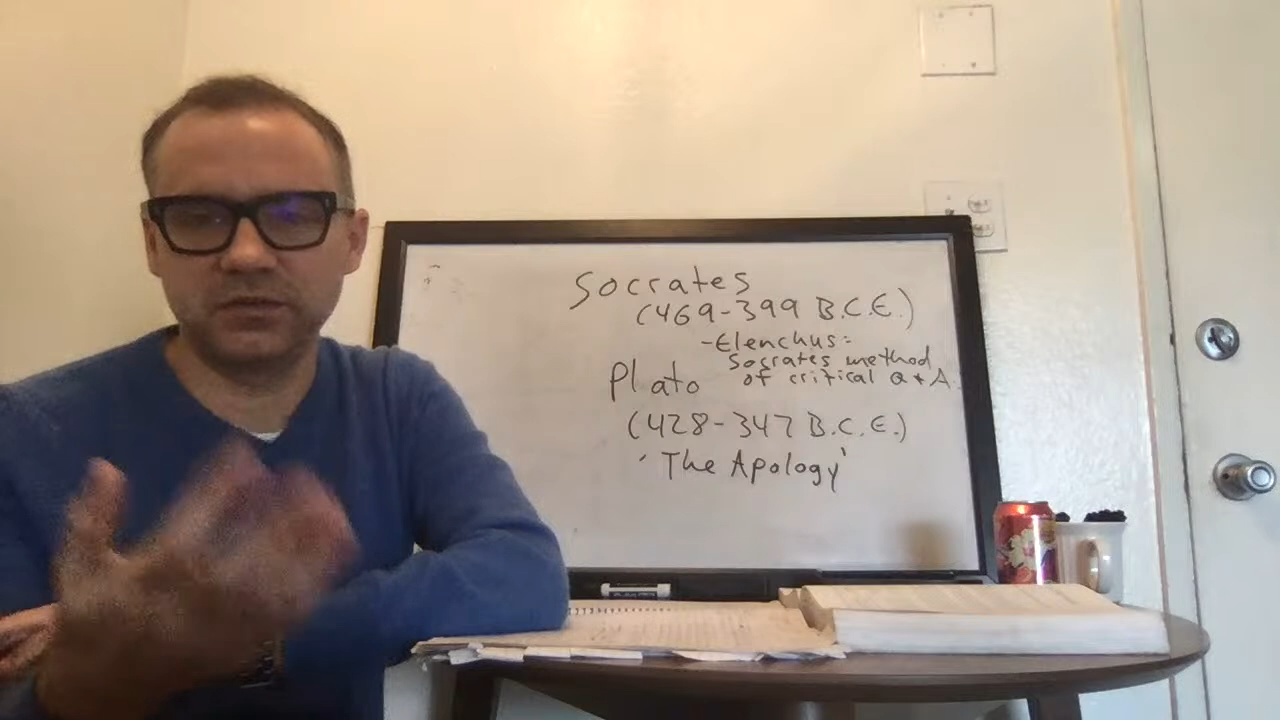 Socrates
(469-399 B.C.E.)
-Elenchus:
Socrates method
of critical Q + A.
Plato
(428-347 B.C.E.)
'The Apology'